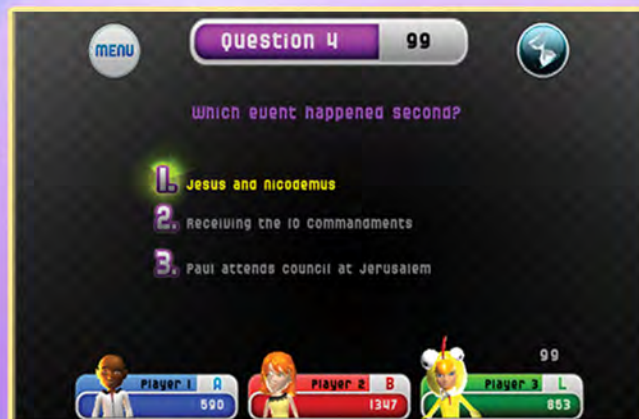 MENU
Question 4 99
Which event happened second?
1. Jesus and Nicodemus
2. Receiving the 10 Commandments
3. Paul attends council at Jerusalem
99
Player 1 A
Player 2 B
Player 3 L
590
1347
853